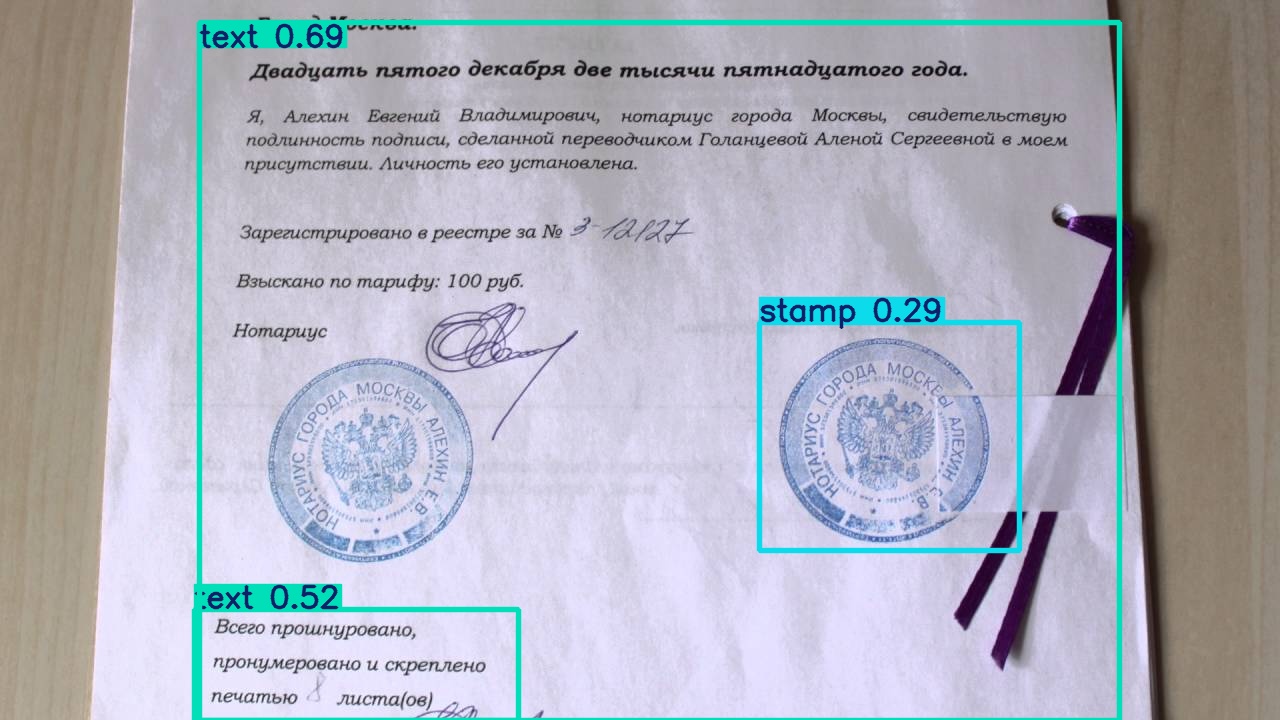 Город Москва.
text 0.69
Двадцать пятого декабря две тысячи пятнадцатого года.
Я, Алехин Евгений Владимирович, нотариус города Москвы, свидетельствую
подлинность подписи, сделанной переводчиком Голанцевой Аленой Сергеевной в моем
присутствии. Личность его установлена.
Зарегистрировано в реестре за № 3-12127
Взыскано по тарифу: 100 руб.
stamp 0.29
Нотариус
НОТАРИУС ГОРОДА МОСКВЫ АЛЕХИН Е.В
НОТАРИУС ГОРОДА МОСКВЫ АЛЕХИН Е.В
text 0.52
Всего прошнуровано,
пронумеровано и скреплено
печатью 8 листа(ов)